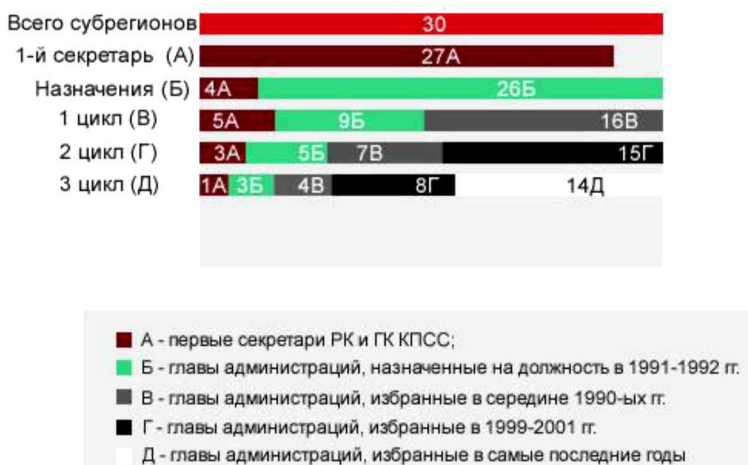 Всего субрегионов 30
1-й секретарь (А) 27А
Назначения (Б) 4А 26Б
1 цикл (В) 5А 9Б 16В
2 цикл (Г) 3А 5Б 7В 15Г
3 цикл (Д) 1А 3Б 4В 8Г 14Д
А - первые секретари РК и ГК КПСС;
Б - главы администраций, назначенные на должность в 1991-1992 гг.
В - главы администраций, избранные в середине 1990-ых гг.
Г - главы администраций, избранные в 1999-2001 гг.
Д - главы администраций, избранные в самые последние годы